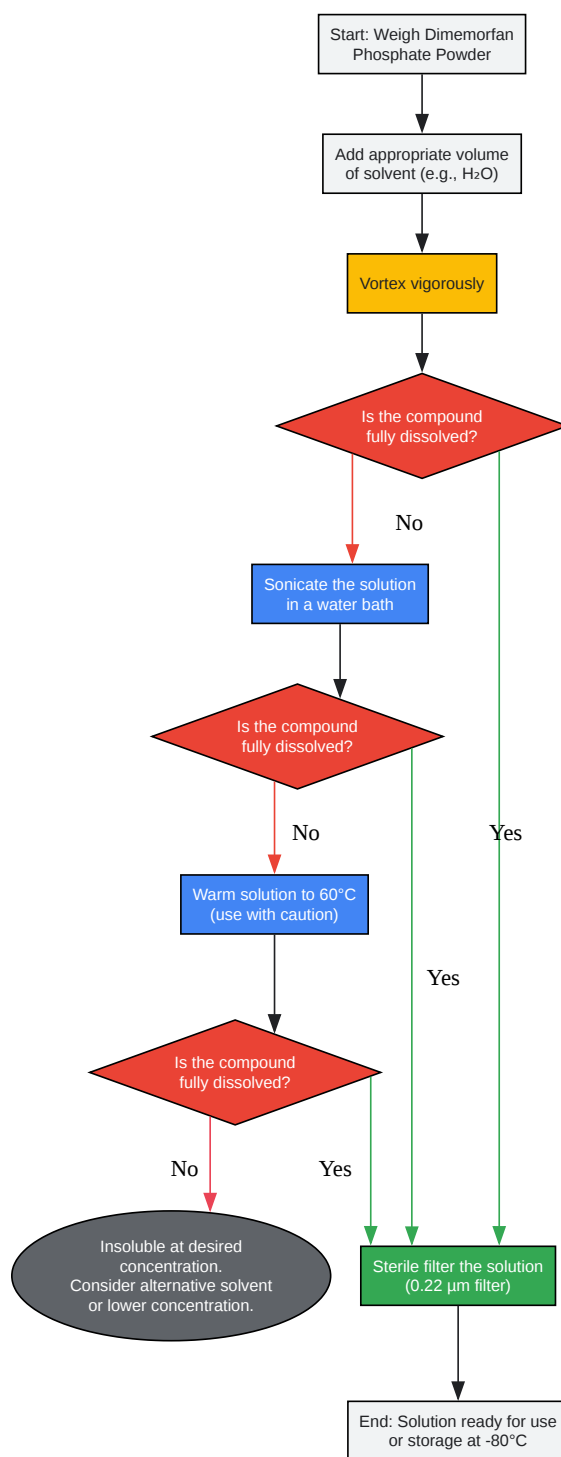 Start: Weigh Dimemorfan
Phosphate Powder
Add appropriate volume
of solvent (e.g., H₂O)
Vortex vigorously
Is the compound
fully dissolved?
No
Sonicate the solution
in a water bath
Is the compound
fully dissolved?
No
Yes
Warm solution to 60°C
(use with caution)
Yes
Is the compound
fully dissolved?
No
Yes
Insoluble at desired
concentration.
Consider alternative solvent
or lower concentration.
Sterile filter the solution
(0.22 µm filter)
End: Solution ready for use
or storage at -80°C